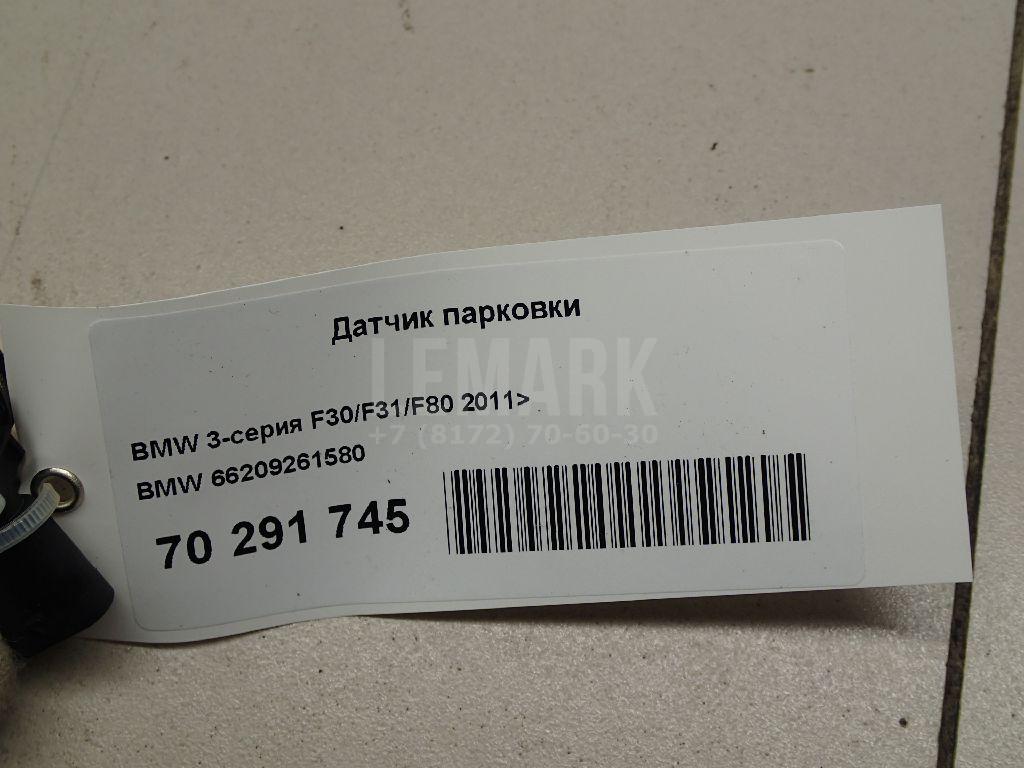 Датчик парковки
LEMARK
BMW 3-серия F30/F31/F80 2011>
+7 (8172) 70-60-30
BMW 66209261580
70 291 745